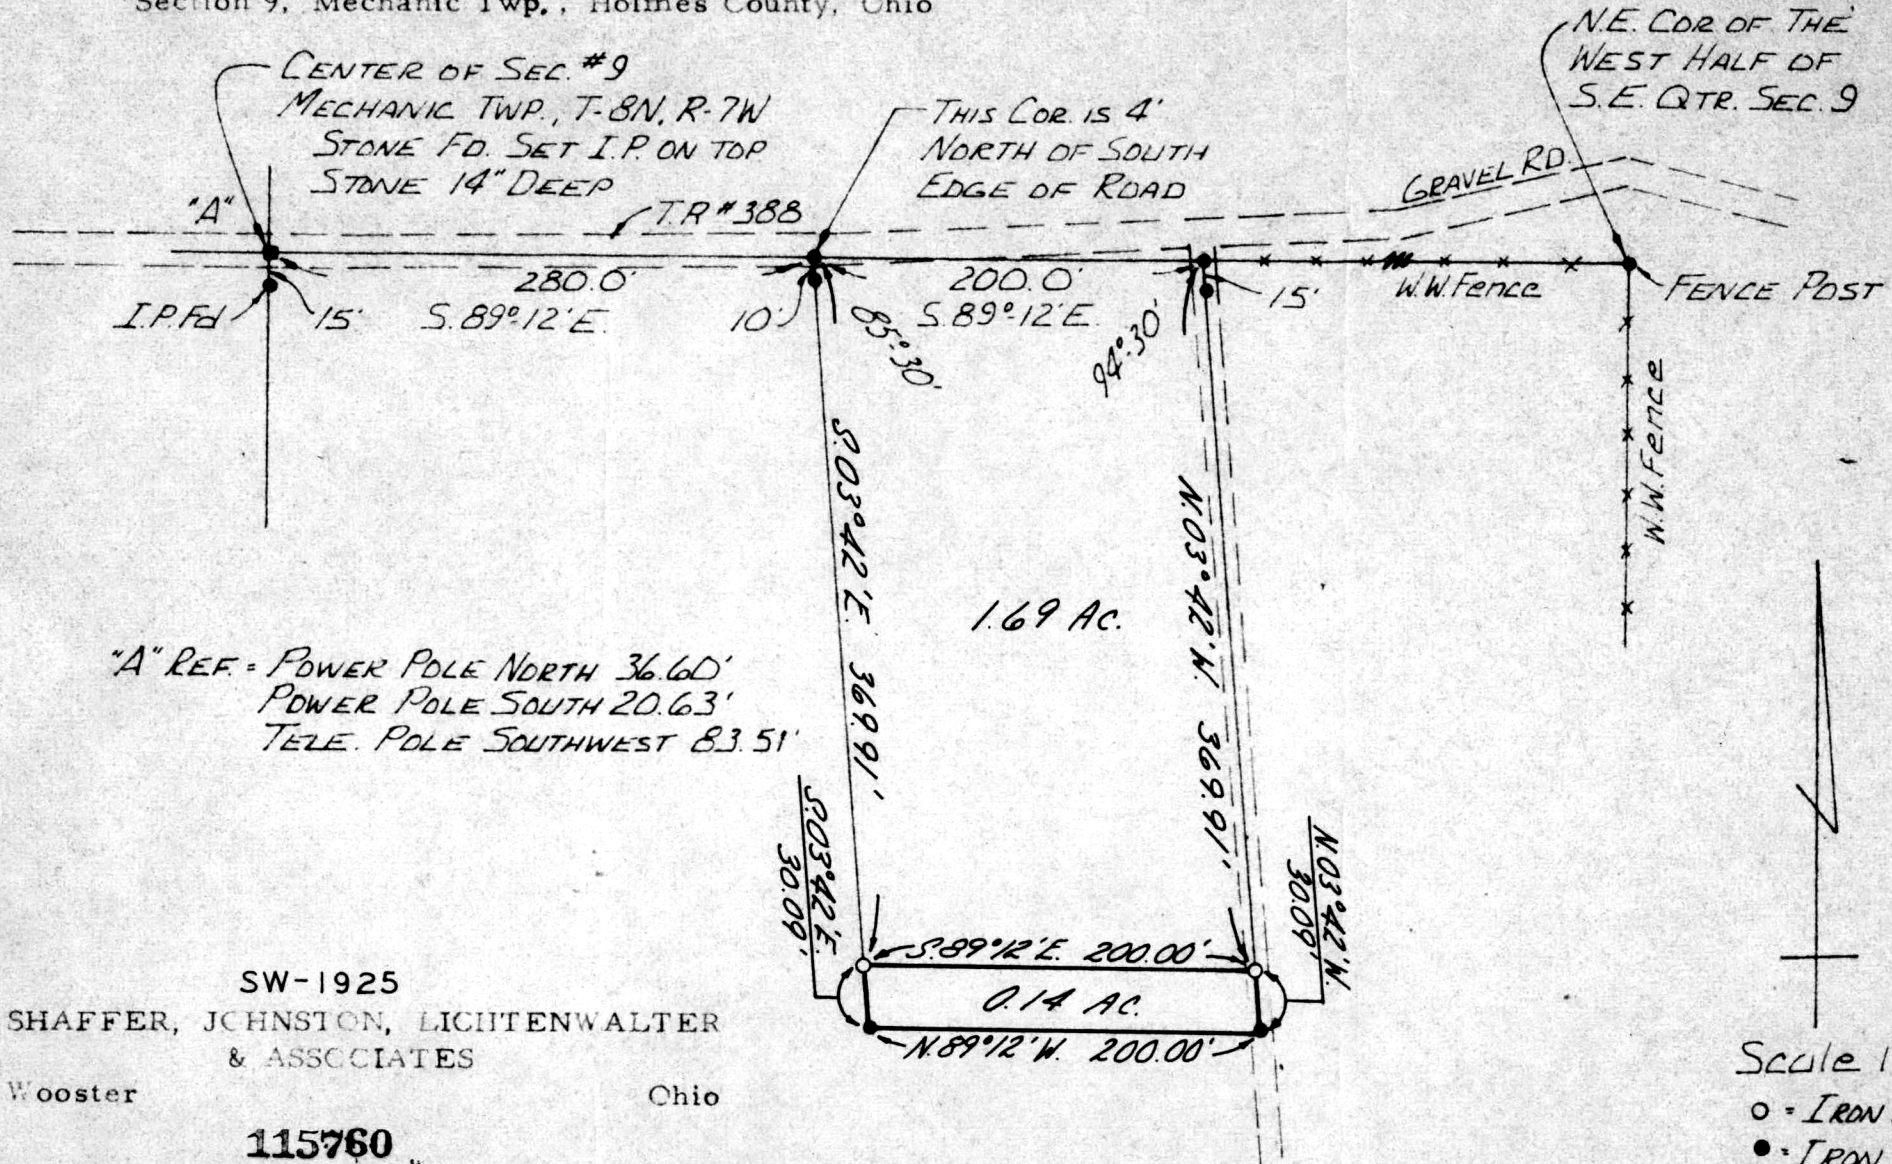 Section 9, Mechanic Twp., Holmes County, Ohio
CENTER OF SEC. #9
MECHANIC TWP., T-8N, R-7W
STONE FD. SET I.P. ON TOP
STONE 14" DEEP
"A"
T.R #388
THIS COR. IS 4'
NORTH OF SOUTH
EDGE OF ROAD
N.E. COR OF THE
WEST HALF OF
S.E. QTR. SEC. 9
GRAVEL RD.
I.P. Fd
15'
280.0'
S. 89°-12' E.
10'
85°-30'
200.0'
S. 89°-12' E.
94°-30'
15'
W.W. Fence
FENCE POST
W.W. Fence
S.03°42'E. 369.91'
1.69 AC.
N.03°42'W. 369.91'
"A" REF. = POWER POLE NORTH 36.60'
POWER POLE SOUTH 20.63'
TELE. POLE SOUTHWEST 83.51'
S.03°42'E.
30.09'
N.03°42'W.
30.09'
S.89°12'E. 200.00'
0.14 AC.
N.89°12'W. 200.00'
SW-1925
SHAFFER, JOHNSTON, LICHTENWALTER
& ASSOCIATES
Wooster Ohio
115760
Scale 1
○ = IRON
● = IRON